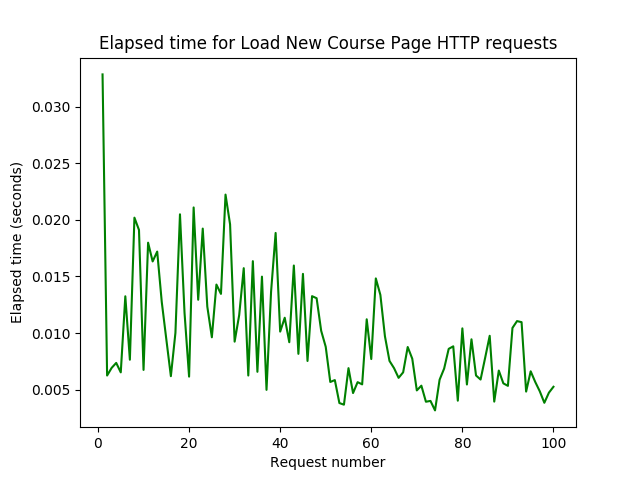 Elapsed time for Load New Course Page HTTP requests
0.030
0.025
0.020
0.015
0.010
0.005
Elapsed time (seconds)
0 20 40 60 80 100
Request number